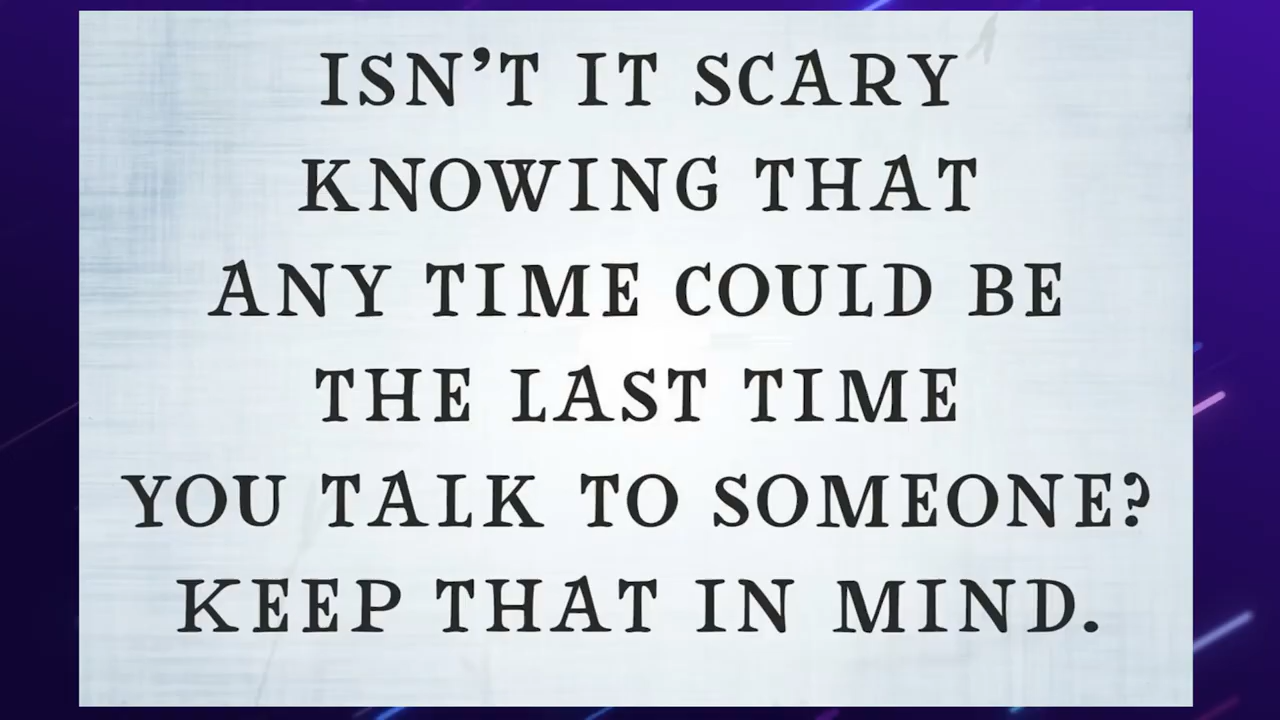 ISN’T IT SCARY
KNOWING THAT
ANY TIME COULD BE
THE LAST TIME
YOU TALK TO SOMEONE?
KEEP THAT IN MIND.